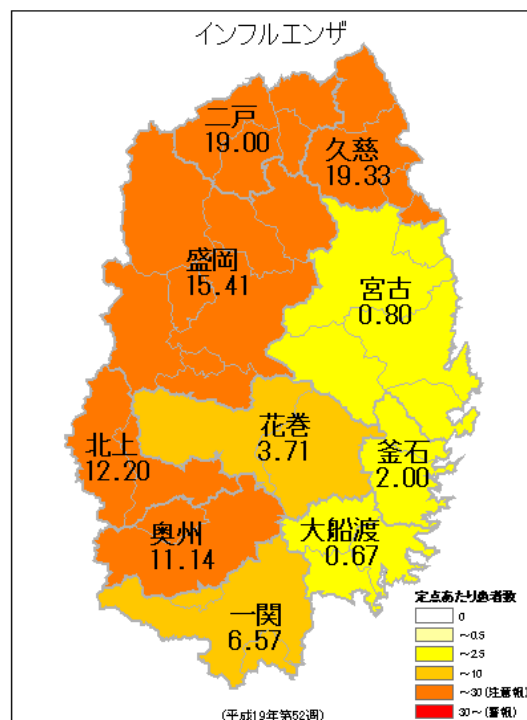 インフルエンザ
二戸
19.00
久慈
19.33
盛岡
15.41
宮古
0.80
花巻
3.71
北上
12.20
釜石
2.00
奥州
11.14
大船渡
0.67
一関
6.57
定点あたり患者数
0
～0.5
～2.5
～10
～30(注意報)
30～(警報)
(平成19年第52週)